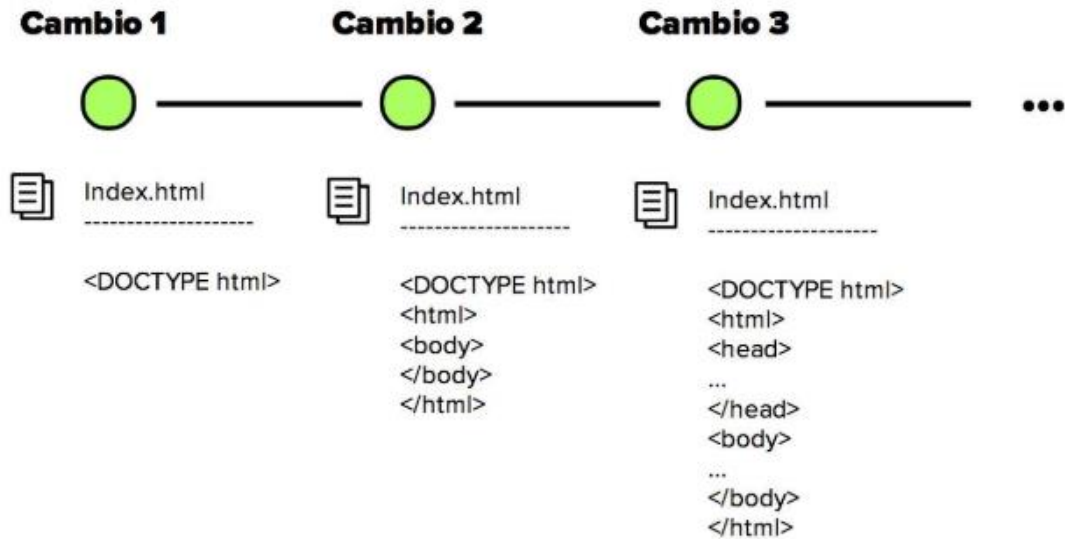 Cambio 1
Cambio 2
Cambio 3
...
Index.html
--------------------
<DOCTYPE html>
Index.html
--------------------
<DOCTYPE html>
<html>
<body>
</body>
</html>
Index.html
--------------------
<DOCTYPE html>
<html>
<head>
...
</head>
<body>
...
</body>
</html>